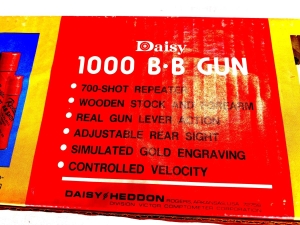 Daisy
1000 B·B GUN
• 700-SHOT REPEATER
• WOODEN STOCK AND FOREARM
• REAL GUN LEVER ACTION
• ADJUSTABLE REAR SIGHT
• SIMULATED GOLD ENGRAVING
• CONTROLLED VELOCITY
DAISY/HEDDON